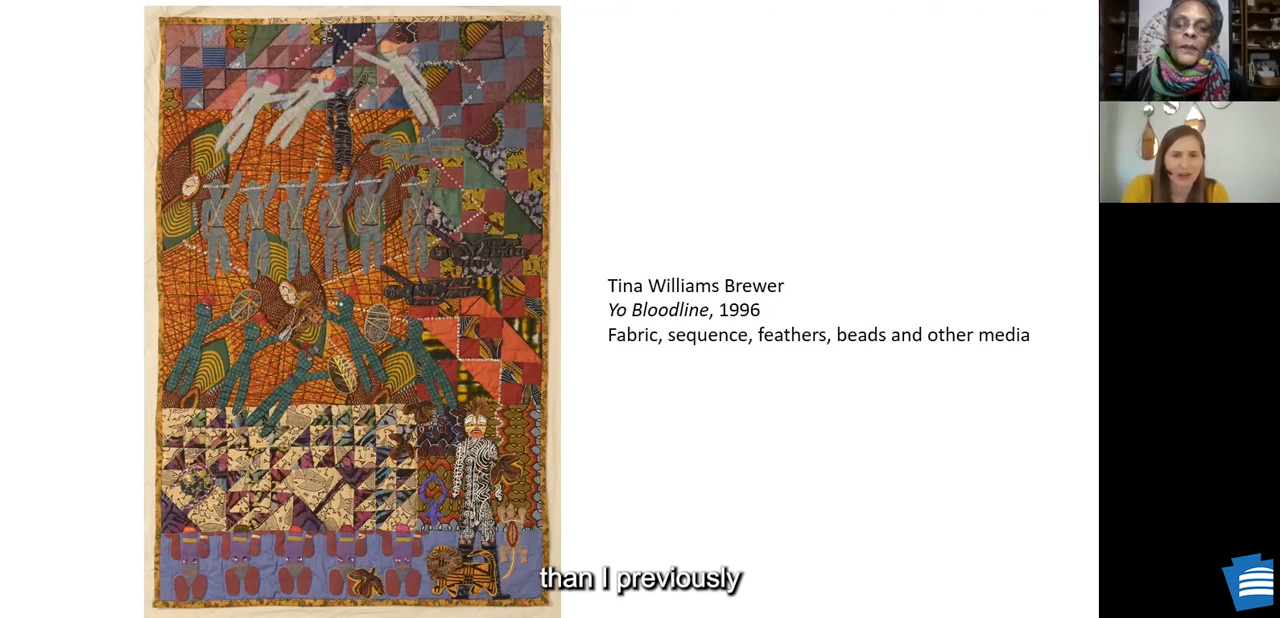 Tina Williams Brewer
Yo Bloodline, 1996
Fabric, sequence, feathers, beads and other media
than I previously